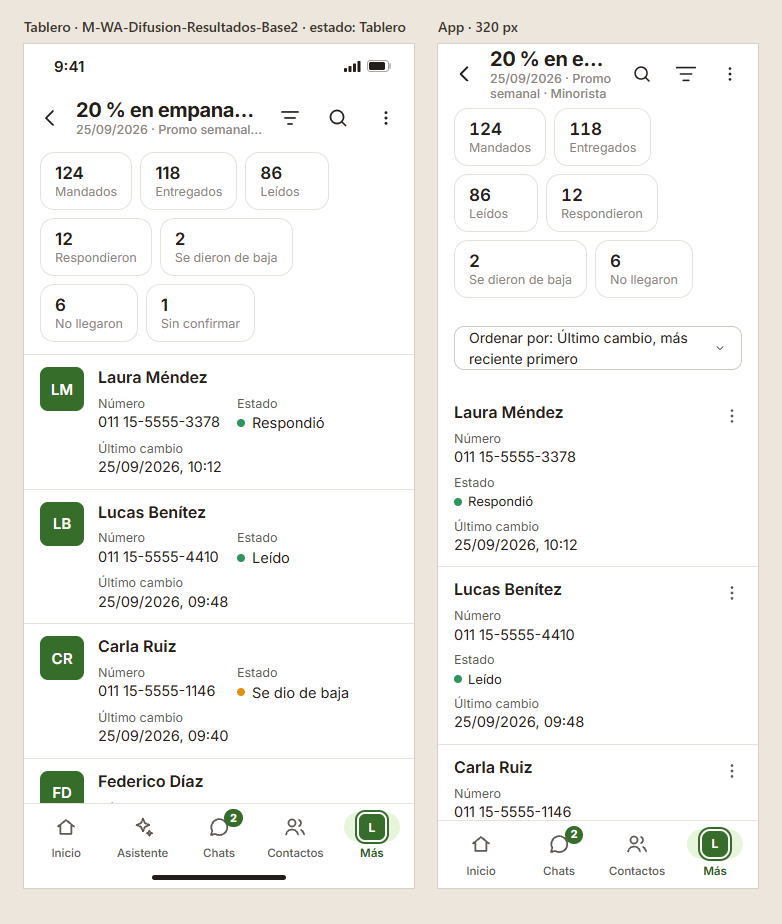 Tablero · M-WA-Difusion-Resultados-Base2 · estado: Tablero
9:41
20 % en empana...
25/09/2026 · Promo semanal...
124
Mandados
118
Entregados
86
Leídos
12
Respondieron
2
Se dieron de baja
6
No llegaron
1
Sin confirmar
LM
Laura Méndez
Número
Estado
011 15-5555-3378
Respondió
Último cambio
25/09/2026, 10:12
LB
Lucas Benítez
Número
Estado
011 15-5555-4410
Leído
Último cambio
25/09/2026, 09:48
CR
Carla Ruiz
Número
Estado
011 15-5555-1146
Se dio de baja
Último cambio
25/09/2026, 09:40
FD
Federico Díaz
Inicio
Asistente
2
Chats
Contactos
L
Más
App · 320 px
20 % en e...
25/09/2026 · Promo
semanal · Minorista
124
Mandados
118
Entregados
86
Leídos
12
Respondieron
2
Se dieron de baja
6
No llegaron
Ordenar por: Último cambio, más
reciente primero
Laura Méndez
Número
011 15-5555-3378
Estado
Respondió
Último cambio
25/09/2026, 10:12
Lucas Benítez
Número
011 15-5555-4410
Estado
Leído
Último cambio
25/09/2026, 09:48
Carla Ruiz
Número
011 15-5555-1146
Inicio
2
Chats
Contactos
L
Más